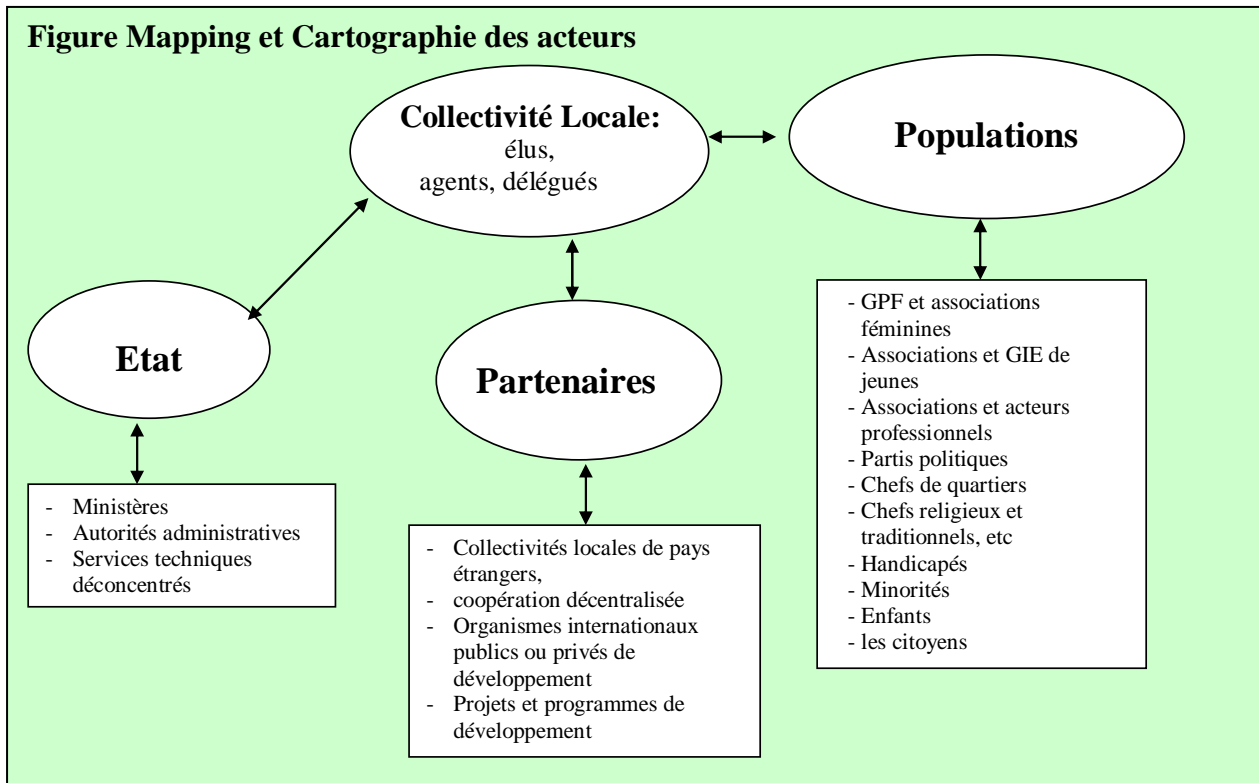 Figure Mapping et Cartographie des acteurs
Collectivité Locale:
élus,
agents, délégués
Populations
Etat
Partenaires
- Ministères
- Autorités administratives
- Services techniques
déconcentrés
- Collectivités locales de pays
étrangers,
- coopération décentralisée
- Organismes internationaux
publics ou privés de
développement
- Projets et programmes de
développement
- GPF et associations
féminines
- Associations et GIE de
jeunes
- Associations et acteurs
professionnels
- Partis politiques
- Chefs de quartiers
- Chefs religieux et
traditionnels, etc
- Handicapés
- Minorités
- Enfants
- les citoyens